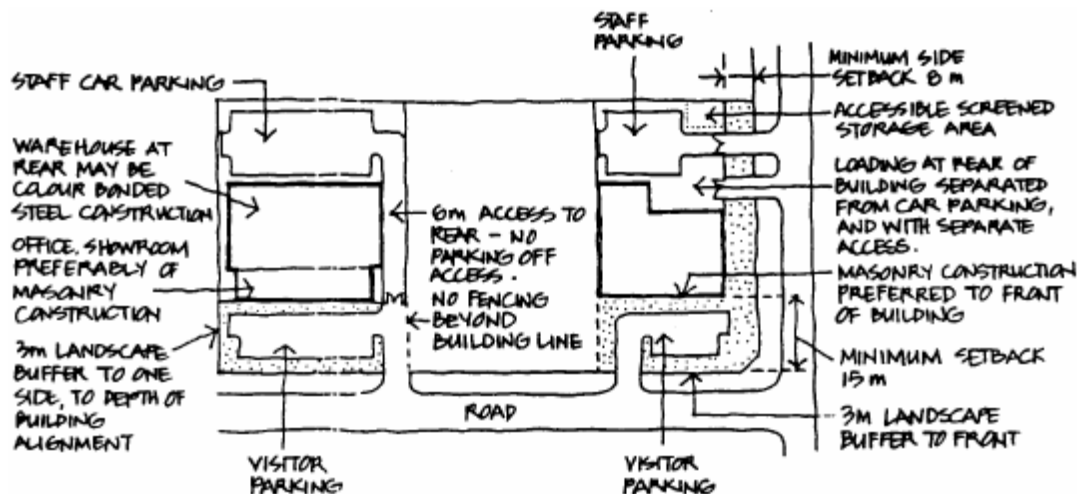 STAFF
PARKING
STAFF CAR PARKING
WAREHOUSE AT
REAR MAY BE
COLOUR BONDED
STEEL CONSTRUCTION
OFFICE, SHOWROOM
PREFERABLY OF
MASONRY
CONSTRUCTION
3M LANDSCAPE
BUFFER TO ONE
SIDE, TO DEPTH OF
BUILDING
ALIGNMENT
VISITOR
PARKING
6M ACCESS TO
REAR - NO
PARKING OFF
ACCESS.
NO FENCING
BEYOND
BUILDING LINE
ROAD
MINIMUM SIDE
SETBACK 8 M
ACCESSIBLE SCREENED
STORAGE AREA
LOADING AT REAR OF
BUILDING SEPARATED
FROM CAR PARKING,
AND WITH SEPARATE
ACCESS.
MASONRY CONSTRUCTION
PREFERRED TO FRONT
OF BUILDING
MINIMUM SETBACK
15 M
3M LANDSCAPE
BUFFER TO FRONT
VISITOR
PARKING